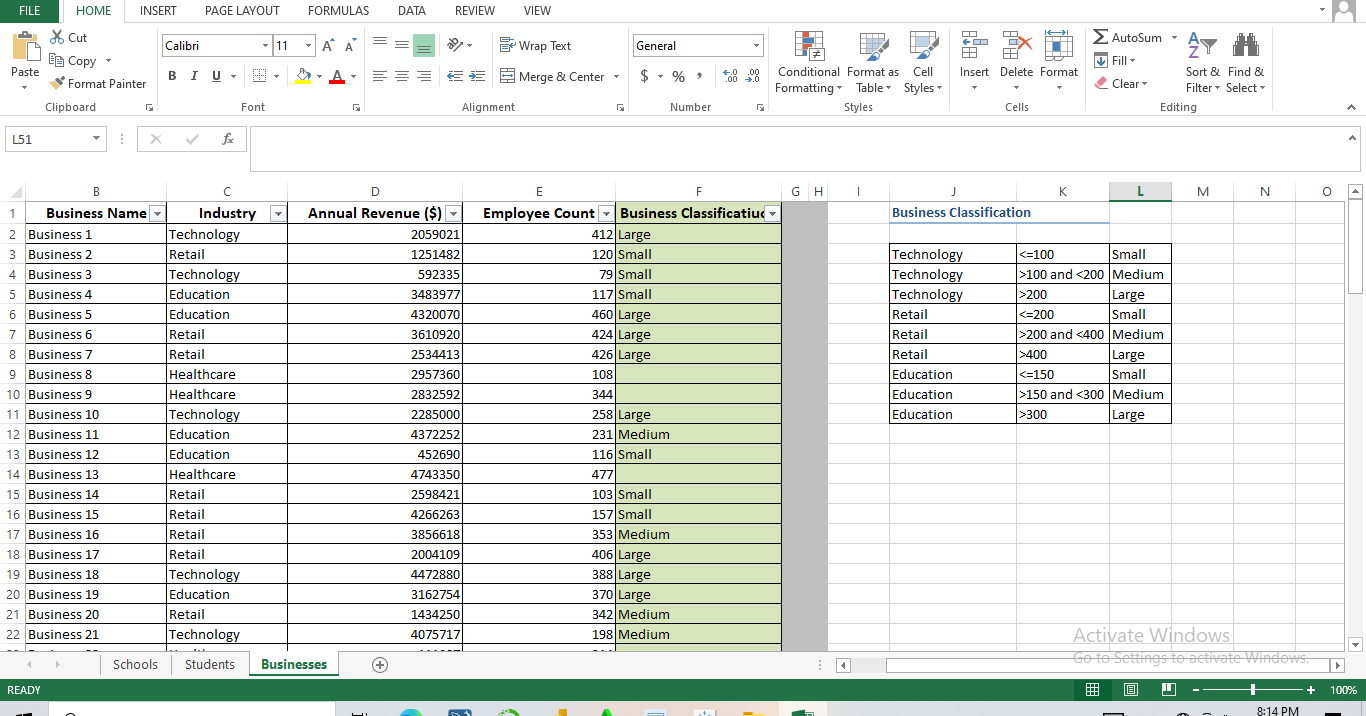 FILE HOME INSERT PAGE LAYOUT FORMULAS DATA REVIEW VIEW
Cut
Copy
Format Painter
Paste
Clipboard
Calibri 11
B I U
Font
Wrap Text
Merge & Center
Alignment
General
$ % ,
Number
Conditional Formatting
Format as Table
Cell Styles
Styles
Insert Delete Format
Cells
AutoSum
Fill
Clear
Sort & Filter
Find & Select
Editing
L51 fx
B C D E F G H I J K L M N O
1 Business Name Industry Annual Revenue ($) Employee Count Business Classificatiuo Business Classification
2 Business 1 Technology 2059021 412 Large
3 Business 2 Retail 1251482 120 Small Technology <=100 Small
4 Business 3 Technology 592335 79 Small Technology >100 and <200 Medium
5 Business 4 Education 3483977 117 Small Technology >200 Large
6 Business 5 Education 4320070 460 Large Retail <=200 Small
7 Business 6 Retail 3610920 424 Large Retail >200 and <400 Medium
8 Business 7 Retail 2534413 426 Large Retail >400 Large
9 Business 8 Healthcare 2957360 108 Education <=150 Small
10 Business 9 Healthcare 2832592 344 Education >150 and <300 Medium
11 Business 10 Technology 2285000 258 Large Education >300 Large
12 Business 11 Education 4372252 231 Medium
13 Business 12 Education 452690 116 Small
14 Business 13 Healthcare 4743350 477
15 Business 14 Retail 2598421 103 Small
16 Business 15 Retail 4266263 157 Small
17 Business 16 Retail 3856618 353 Medium
18 Business 17 Retail 2004109 406 Large
19 Business 18 Technology 4472880 388 Large
20 Business 19 Education 3162754 370 Large
21 Business 20 Retail 1434250 342 Medium
22 Business 21 Technology 4075717 198 Medium
Activate Windows
Go to Settings to activate Windows.
Schools Students Businesses
READY 100%
8:14 PM